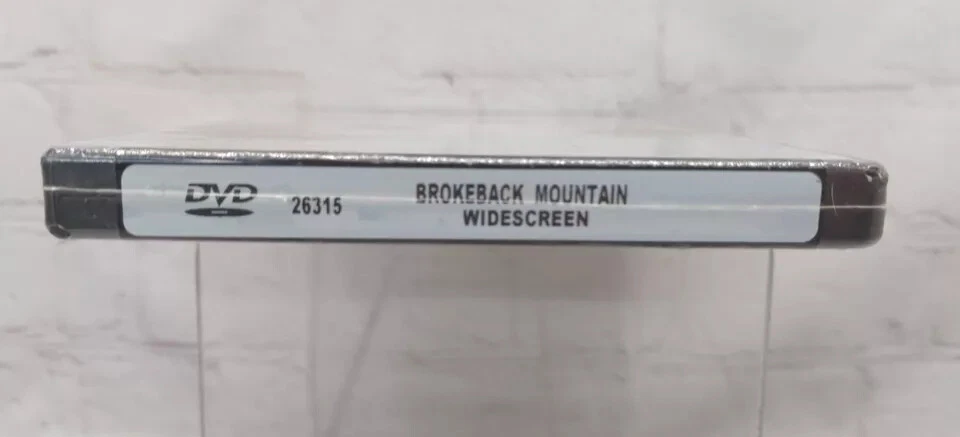 DVD
26315
BROKEBACK MOUNTAIN
WIDESCREEN